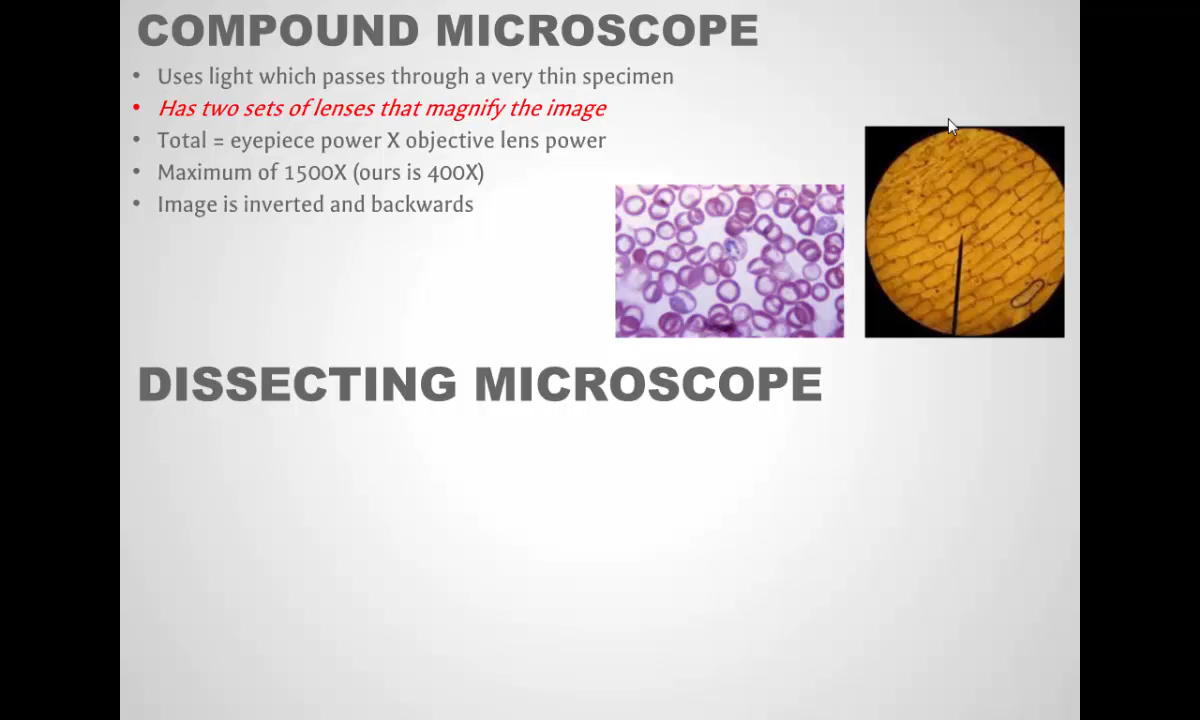 COMPOUND MICROSCOPE
• Uses light which passes through a very thin specimen
• Has two sets of lenses that magnify the image
• Total = eyepiece power X objective lens power
• Maximum of 1500X (ours is 400X)
• Image is inverted and backwards
DISSECTING MICROSCOPE